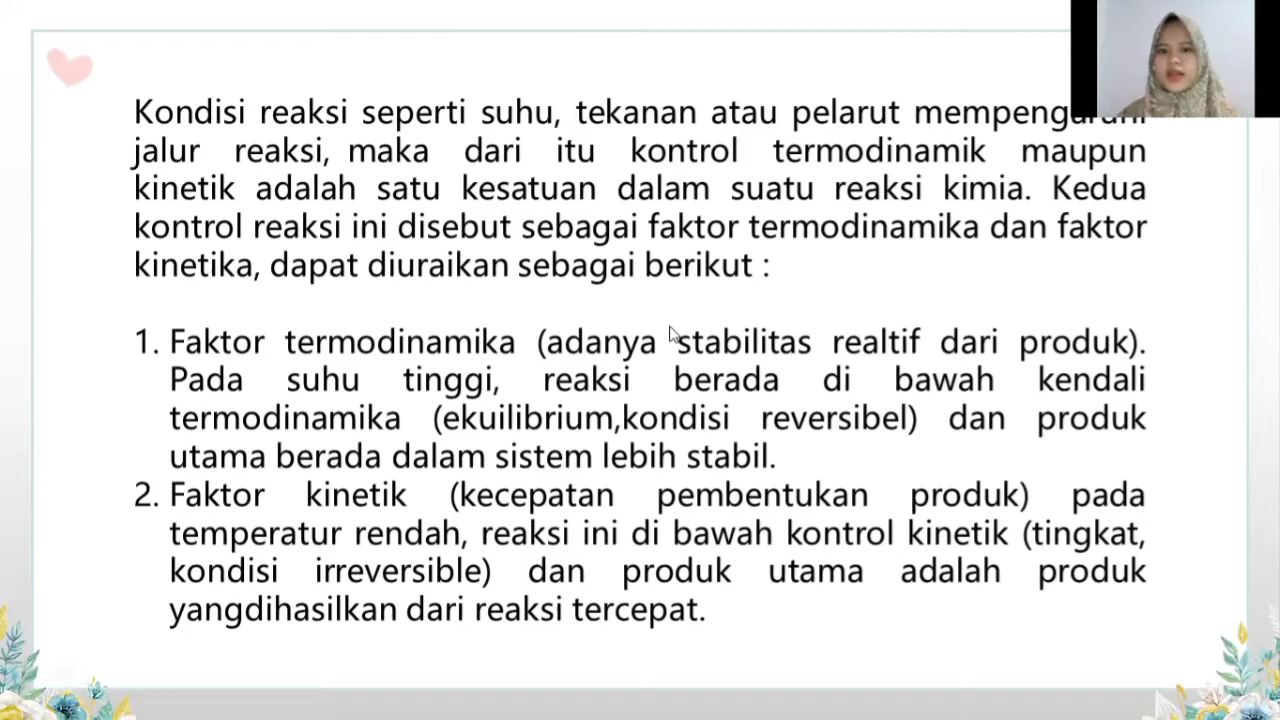 Kondisi reaksi seperti suhu, tekanan atau pelarut mempengaruhi
jalur reaksi, maka dari itu kontrol termodinamik maupun
kinetik adalah satu kesatuan dalam suatu reaksi kimia. Kedua
kontrol reaksi ini disebut sebagai faktor termodinamika dan faktor
kinetika, dapat diuraikan sebagai berikut :
1. Faktor termodinamika (adanya stabilitas realtif dari produk).
Pada suhu tinggi, reaksi berada di bawah kendali
termodinamika (ekuilibrium,kondisi reversibel) dan produk
utama berada dalam sistem lebih stabil.
2. Faktor kinetik (kecepatan pembentukan produk) pada
temperatur rendah, reaksi ini di bawah kontrol kinetik (tingkat,
kondisi irreversible) dan produk utama adalah produk
yangdihasilkan dari reaksi tercepat.